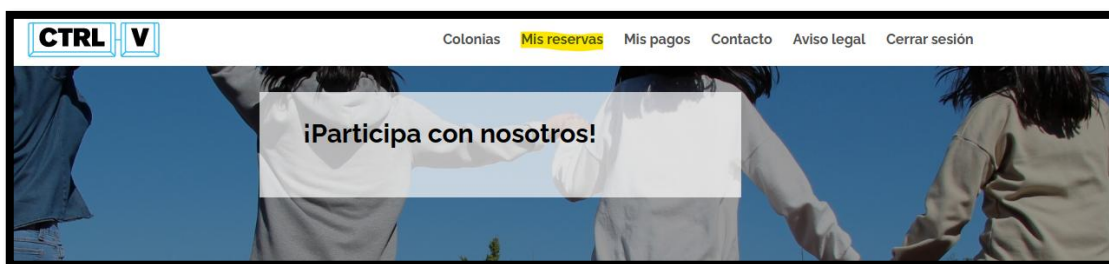 CTRL V
Colonias Mis reservas Mis pagos Contacto Aviso legal Cerrar sesión
¡Participa con nosotros!